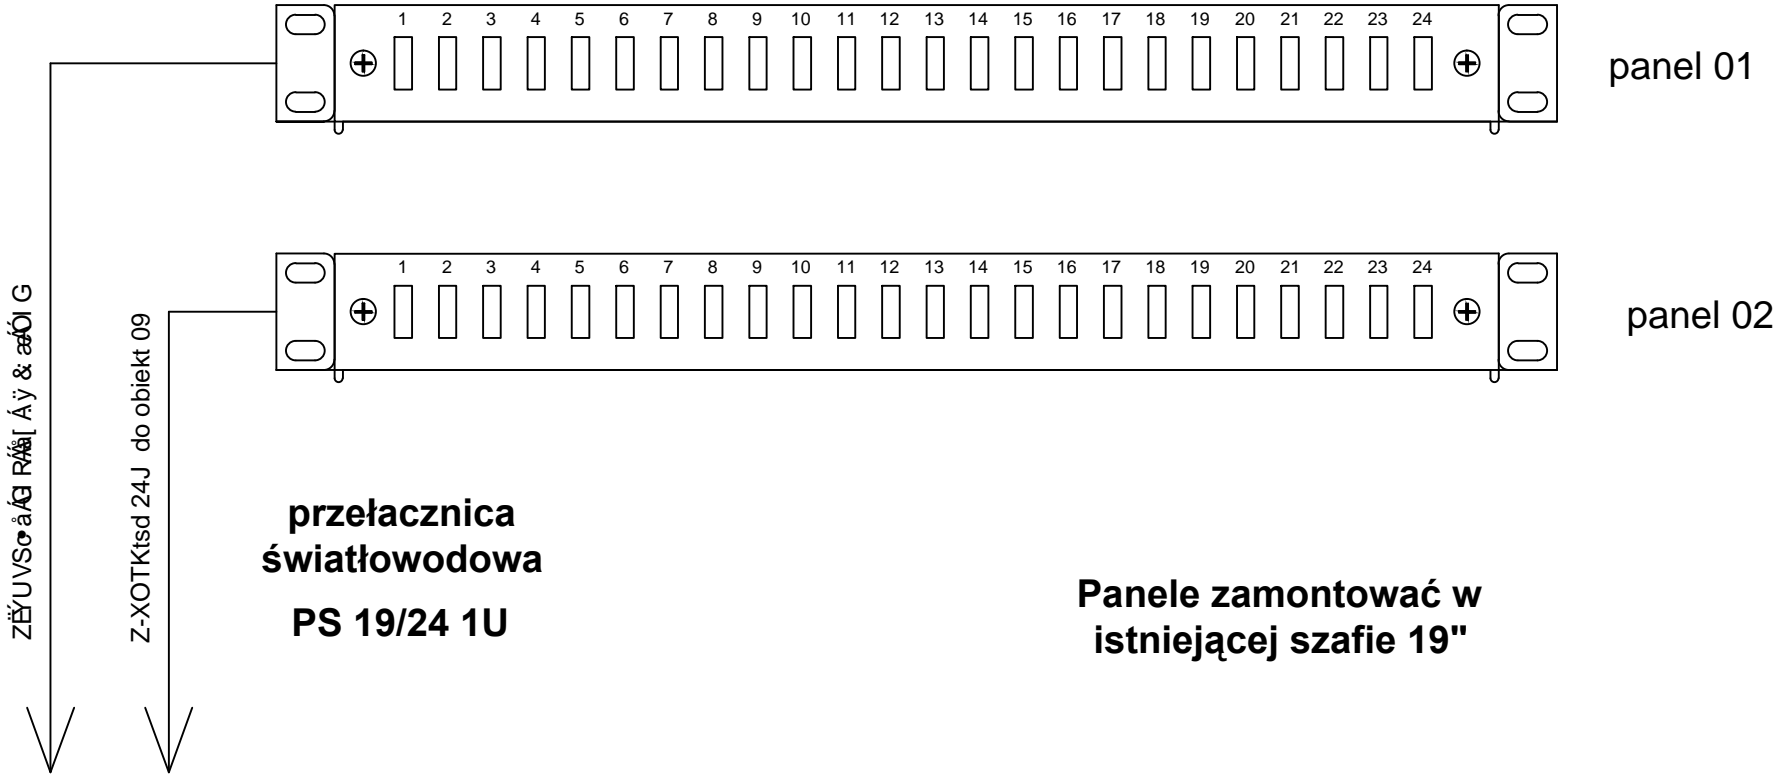 1 2 3 4 5 6 7 8 9 10 11 12 13 14 15 16 17 18 19 20 21 22 23 24
panel 01
1 2 3 4 5 6 7 8 9 10 11 12 13 14 15 16 17 18 19 20 21 22 23 24
panel 02
Z-XOTKtsd 24J do obiekt 09
przełacznica
światłowodowa
PS 19/24 1U
Panele zamontować w
istniejącej szafie 19"